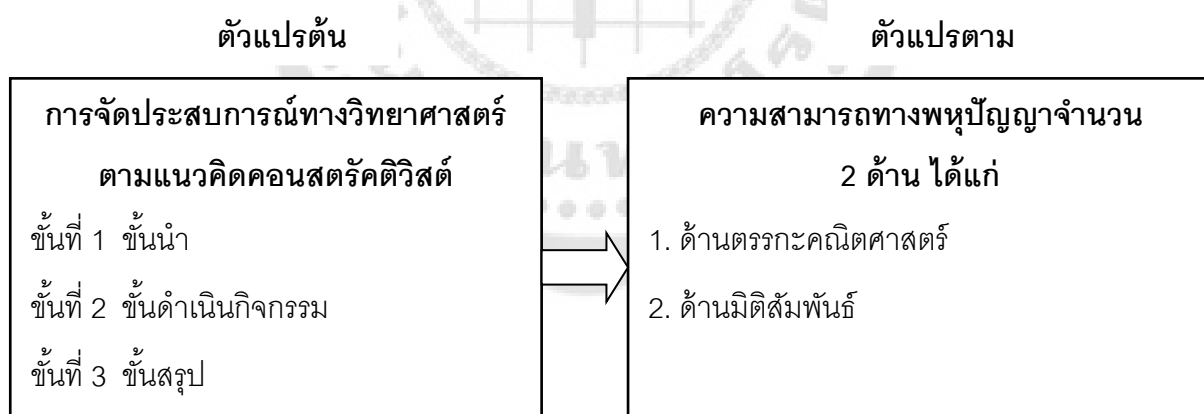 ตัวแปรต้น
ตัวแปรตาม
การจัดประสบการณ์ทางวิทยาศาสตร์
ตามแนวคิดคอนสตรัคติวิสต์
ขั้นที่ 1 ขั้นนำ
ขั้นที่ 2 ขั้นดำเนินกิจกรรม
ขั้นที่ 3 ขั้นสรุป
ความสามารถทางพหุปัญญาจำนวน
2 ด้าน ได้แก่
1. ด้านตรรกะคณิตศาสตร์
2. ด้านมิติสัมพันธ์